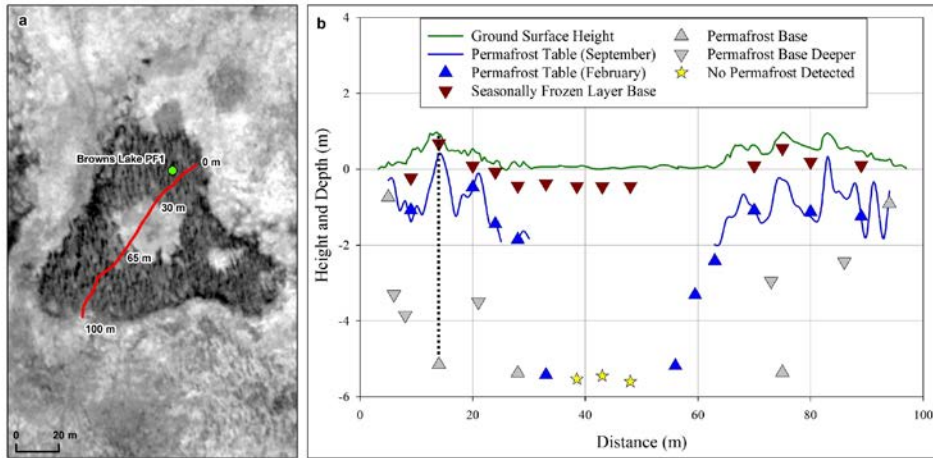 a
Browns Lake PF1
0 m
30 m
65 m
100 m
0 20 m
b
Ground Surface Height
Permafrost Table (September)
Permafrost Table (February)
Seasonally Frozen Layer Base
Permafrost Base
Permafrost Base Deeper
No Permafrost Detected
Height and Depth (m)
4
2
0
-2
-4
-6
0 20 40 60 80 100
Distance (m)